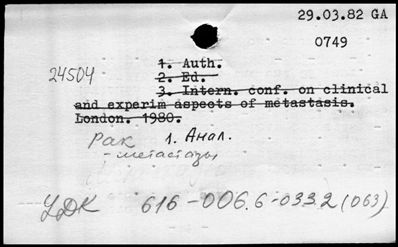 29.03.82 GA
0749
24504
1. Auth.
2. Ed.
3. Intern. conf. on clinical
and experim aspects of metastasis.
London. 1980.
Рак 1. Анал.
-метастазы
УДК 616-006.6-033.2(063)